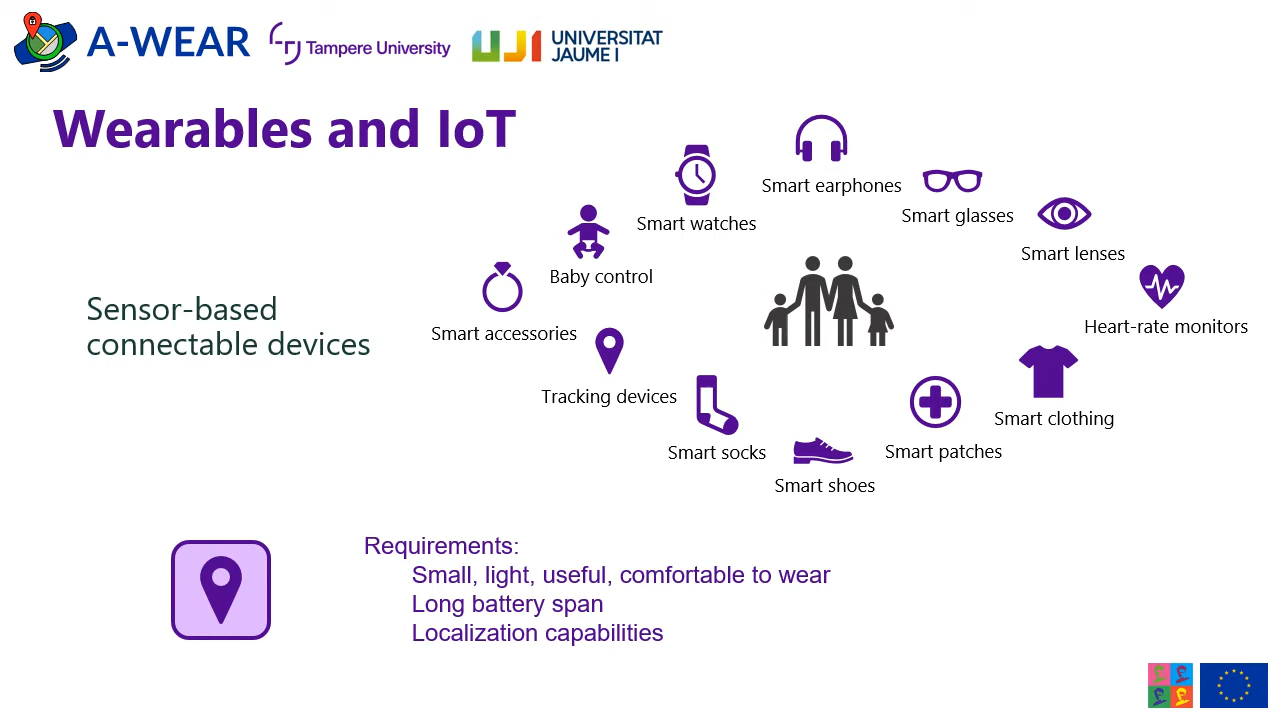 A-WEAR
Tampere University
UNIVERSITAT
JAUME I
Wearables and IoT
Smart earphones
Smart watches
Smart glasses
Smart lenses
Baby control
Heart-rate monitors
Smart accessories
Sensor-based
connectable devices
Tracking devices
Smart clothing
Smart socks
Smart patches
Smart shoes
Requirements:
Small, light, useful, comfortable to wear
Long battery span
Localization capabilities